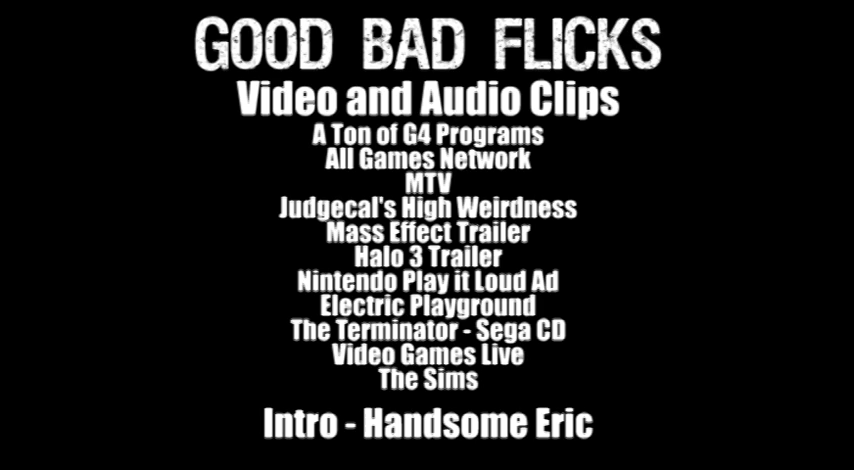 GOOD BAD FLICKS
Video and Audio Clips
A Ton of G4 Programs
All Games Network
MTV
Judgecal's High Weirdness
Mass Effect Trailer
Halo 3 Trailer
Nintendo Play it Loud Ad
Electric Playground
The Terminator - Sega CD
Video Games Live
The Sims
Intro - Handsome Eric